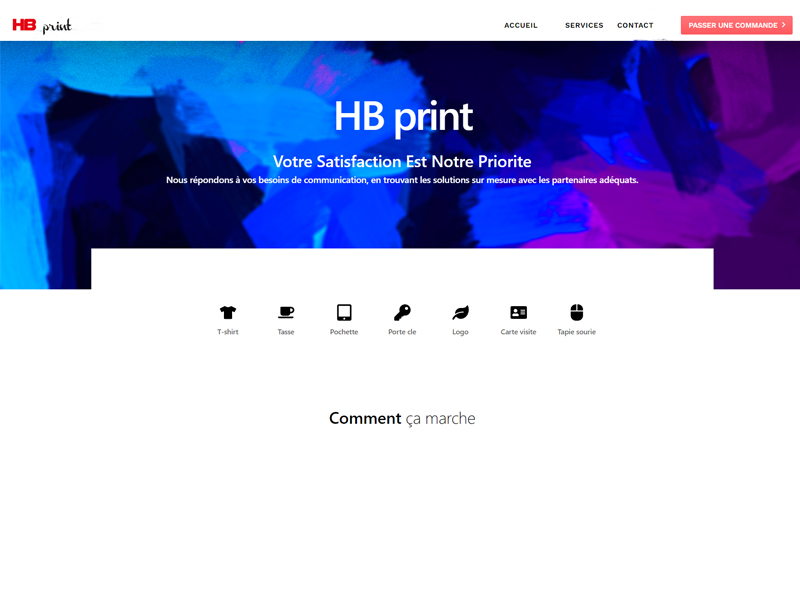 HB print
ACCUEIL
SERVICES
CONTACT
PASSER UNE COMMANDE
HB print
Votre Satisfaction Est Notre Priorite
Nous répondons à vos besoins de communication, en trouvant les solutions sur mesure avec les partenaires adéquats.
T-shirt
Tasse
Pochette
Porte cle
Logo
Carte visite
Tapie sourie
Comment ça marche